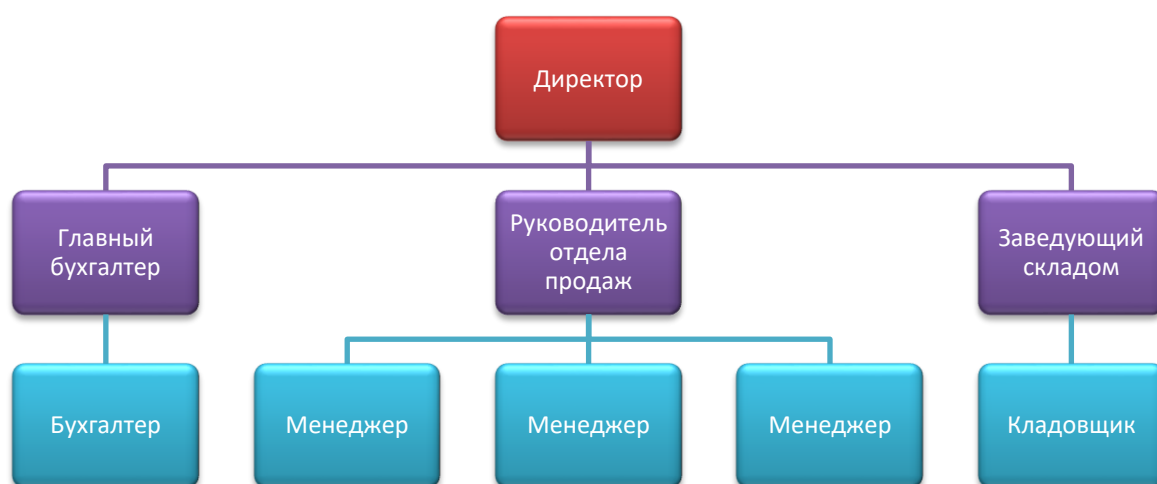 Директор
Главный
бухгалтер
Руководитель
отдела
продаж
Заведующий
складом
Бухгалтер
Менеджер
Менеджер
Менеджер
Кладовщик